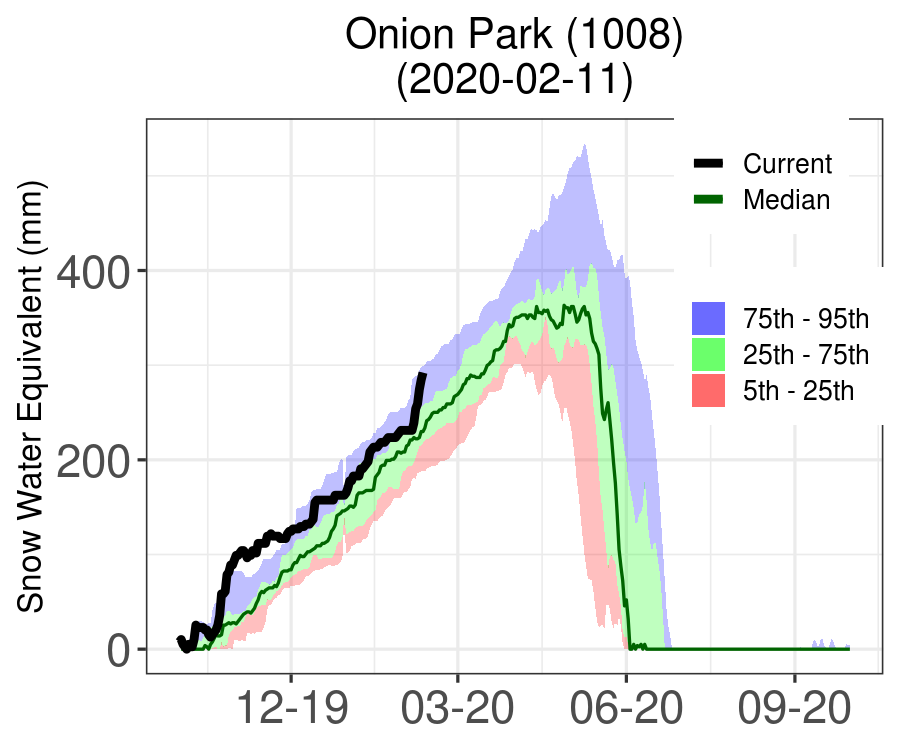 Onion Park (1008)
(2020-02-11)
Snow Water Equivalent (mm)
400
200
0
12-19
03-20
06-20
09-20
Current
Median
75th - 95th
25th - 75th
5th - 25th